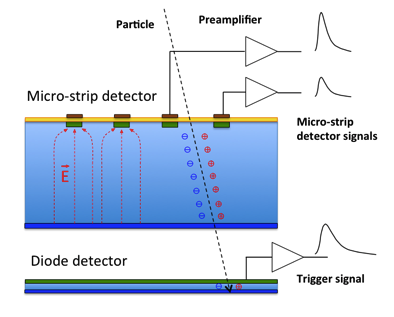 Particle
Preamplifier
Micro-strip detector
Micro-strip
detector signals
E
Diode detector
Trigger signal